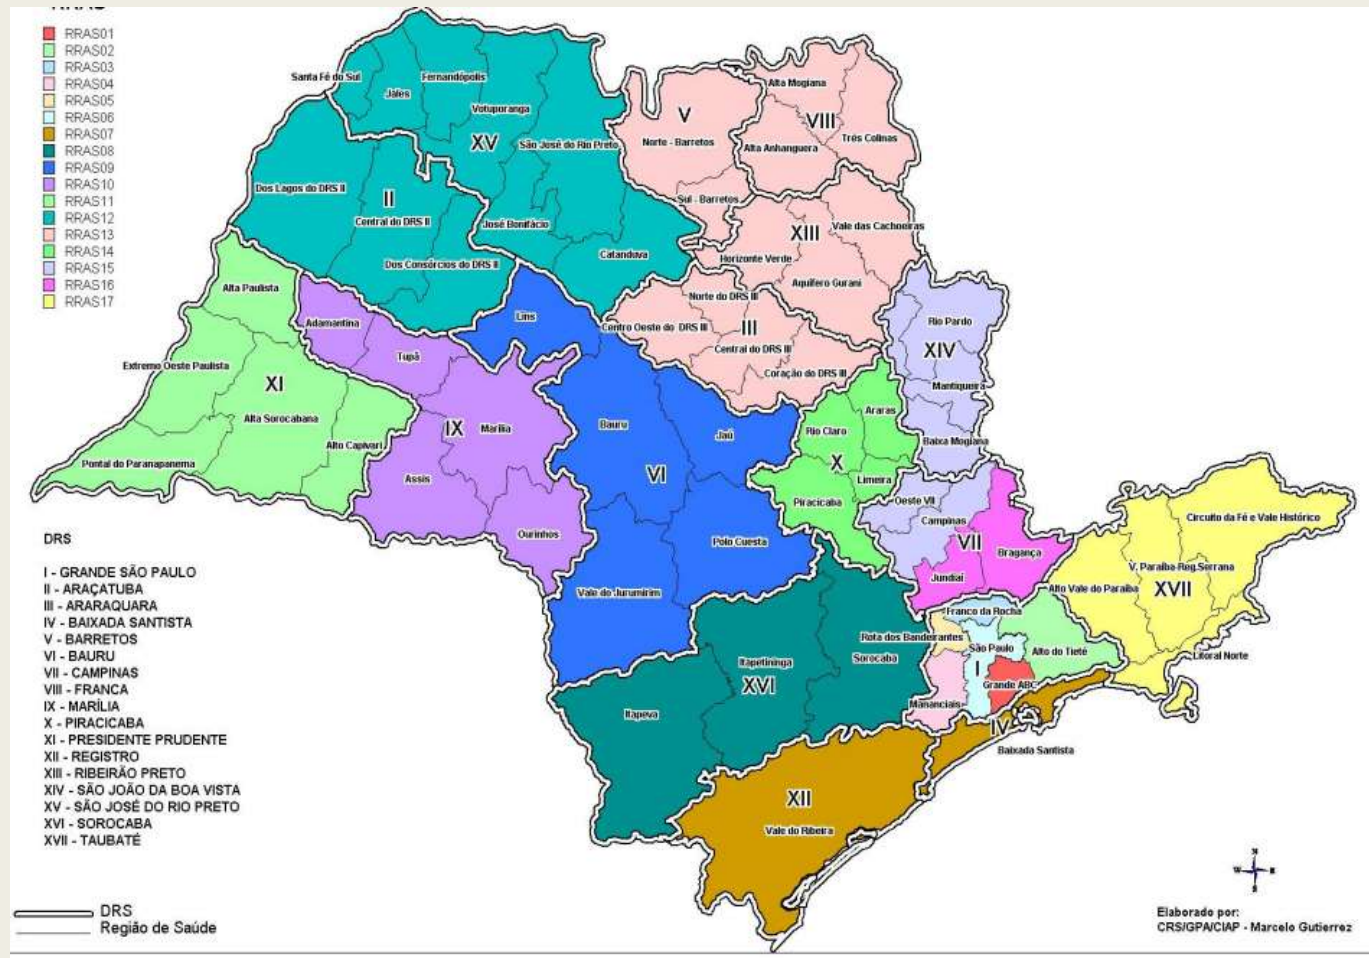 RRAS
RRAS01
RRAS02
RRAS03
RRAS04
RRAS05
RRAS06
RRAS07
RRAS08
RRAS09
RRAS10
RRAS11
RRAS12
RRAS13
RRAS14
RRAS15
RRAS16
RRAS17
Santa Fé do Sul
Jales
Fernandópolis
Votuporanga
XV
São José do Rio Preto
José Bonifácio
Catanduva
Dos Lagos do DRS II
II
Central do DRS II
Dos Consórcios do DRS II
V
Norte - Barretos
Sul - Barretos
Alta Mogiana
VIII
Três Colinas
Alta Anhanguera
XIII
Vale das Cachoeiras
Horizonte Verde
Aquífero Gurani
Norte do DRS III
Centro Oeste do DRS III
III
Central do DRS III
Coração do DRS III
Rio Pardo
XIV
Mantiqueira
Baixa Mogiana
Alta Paulista
Extremo Oeste Paulista
XI
Alta Sorocabana
Alto Capivari
Pontal do Paranapanema
Adamantina
Tupã
IX
Marília
Assis
Ourinhos
Lins
Bauru
Jaú
VI
Polo Cuesta
Vale do Jurumirim
Araras
Rio Claro
X
Limeira
Piracicaba
Oeste VII
Campinas
VII
Bragança
Jundiaí
Circuito da Fé e Vale Histórico
V. Paraíba-Reg.Serrana
Alto Vale do Paraíba
XVII
Litoral Norte
Franco da Rocha
Rota dos Bandeirantes
São Paulo
Alto do Tietê
I
Grande ABC
Mananciais
IV
Baixada Santista
Itapetininga
XVI
Sorocaba
Itapeva
XII
Vale do Ribeira
DRS
I - GRANDE SÃO PAULO
II - ARAÇATUBA
III - ARARAQUARA
IV - BAIXADA SANTISTA
V - BARRETOS
VI - BAURU
VII - CAMPINAS
VIII - FRANCA
IX - MARÍLIA
X - PIRACICABA
XI - PRESIDENTE PRUDENTE
XII - REGISTRO
XIII - RIBEIRÃO PRETO
XIV - SÃO JOÃO DA BOA VISTA
XV - SÃO JOSÉ DO RIO PRETO
XVI - SOROCABA
XVII - TAUBATÉ
DRS
Região de Saúde
N
W E
S
Elaborado por:
CRS/GPA/CIAP - Marcelo Gutierrez